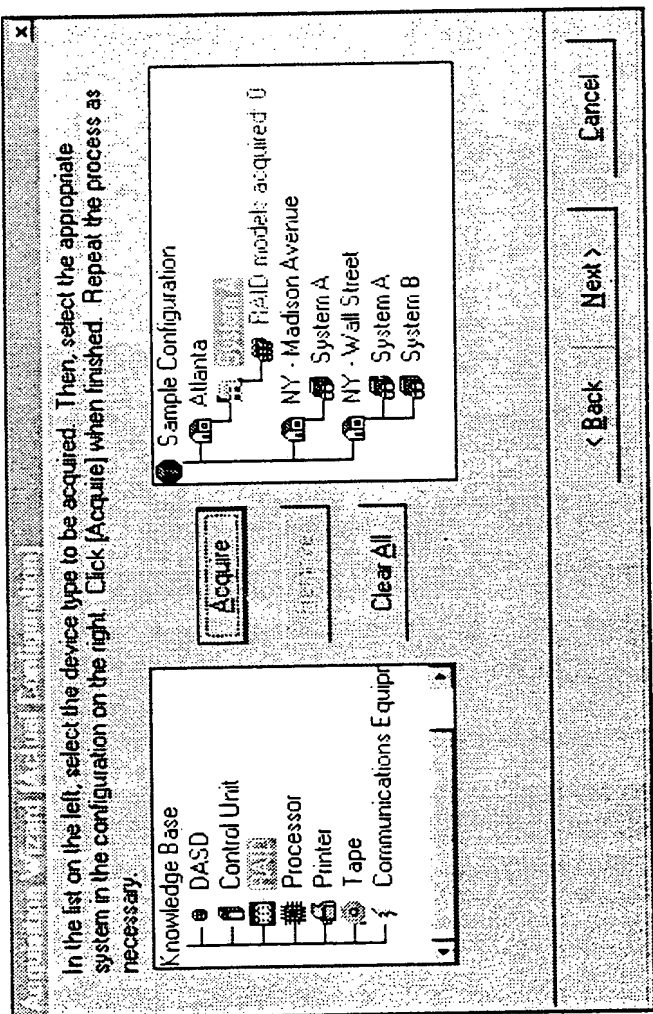 In the list on the left, select the device type to be acquired. Then, select the appropriate
system in the configuration on the right. Click [Acquire] when finished. Repeat the process as
necessary.
Knowledge Base
DASD
Control Unit
RAID
Processor
Printer
Tape
Communications Equipr
Acquire
Clear All
Sample Configuration
Atlanta
RAID models acquired: 0
NY - Madison Avenue
System A
NY - Wall Street
System A
System B
< Back
Next >
Cancel